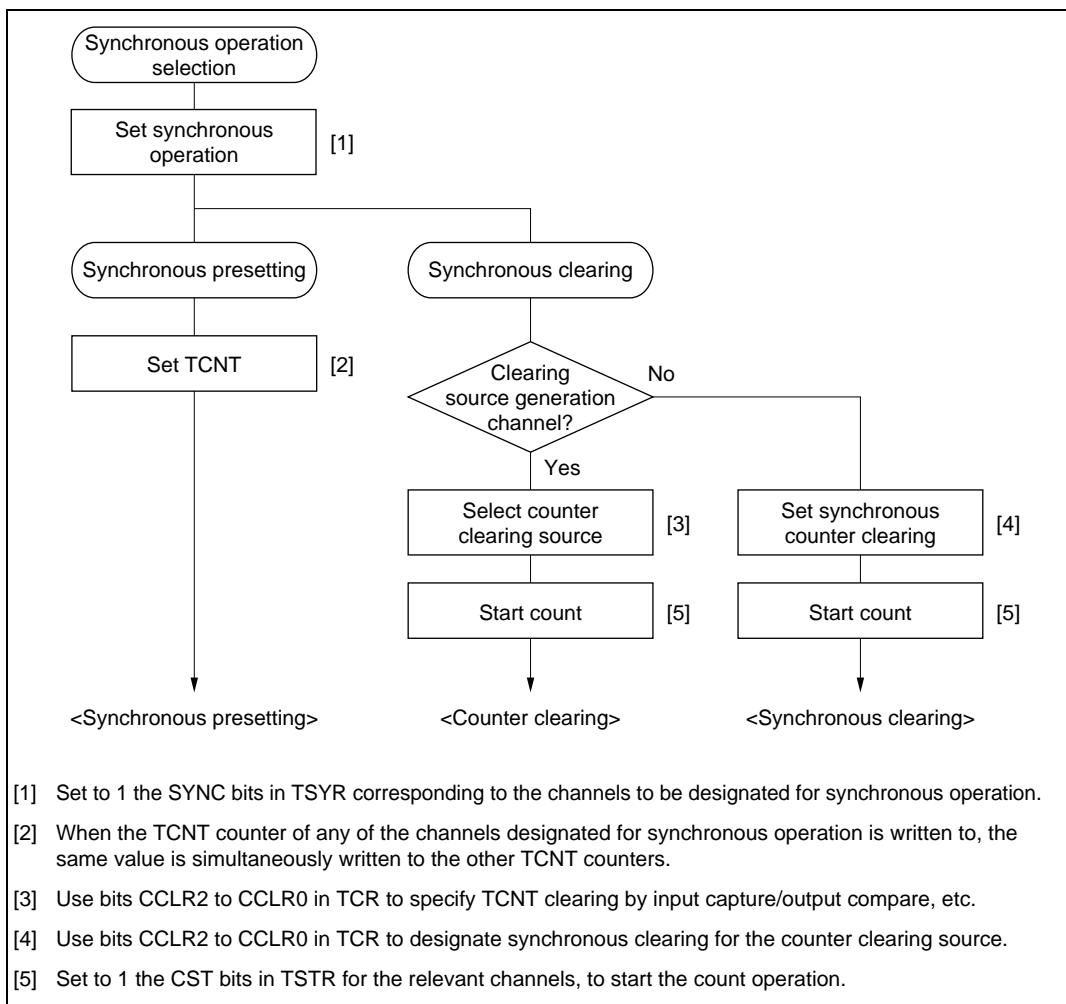 Synchronous operation
selection
Set synchronous
operation
[1]
Synchronous presetting
Synchronous clearing
Set TCNT
[2]
Clearing
source generation
channel?
No
Yes
Select counter
clearing source
[3]
Set synchronous
counter clearing
[4]
Start count
[5]
Start count
[5]
<Synchronous presetting>
<Counter clearing>
<Synchronous clearing>
[1] Set to 1 the SYNC bits in TSYR corresponding to the channels to be designated for synchronous operation.
[2] When the TCNT counter of any of the channels designated for synchronous operation is written to, the
same value is simultaneously written to the other TCNT counters.
[3] Use bits CCLR2 to CCLR0 in TCR to specify TCNT clearing by input capture/output compare, etc.
[4] Use bits CCLR2 to CCLR0 in TCR to designate synchronous clearing for the counter clearing source.
[5] Set to 1 the CST bits in TSTR for the relevant channels, to start the count operation.